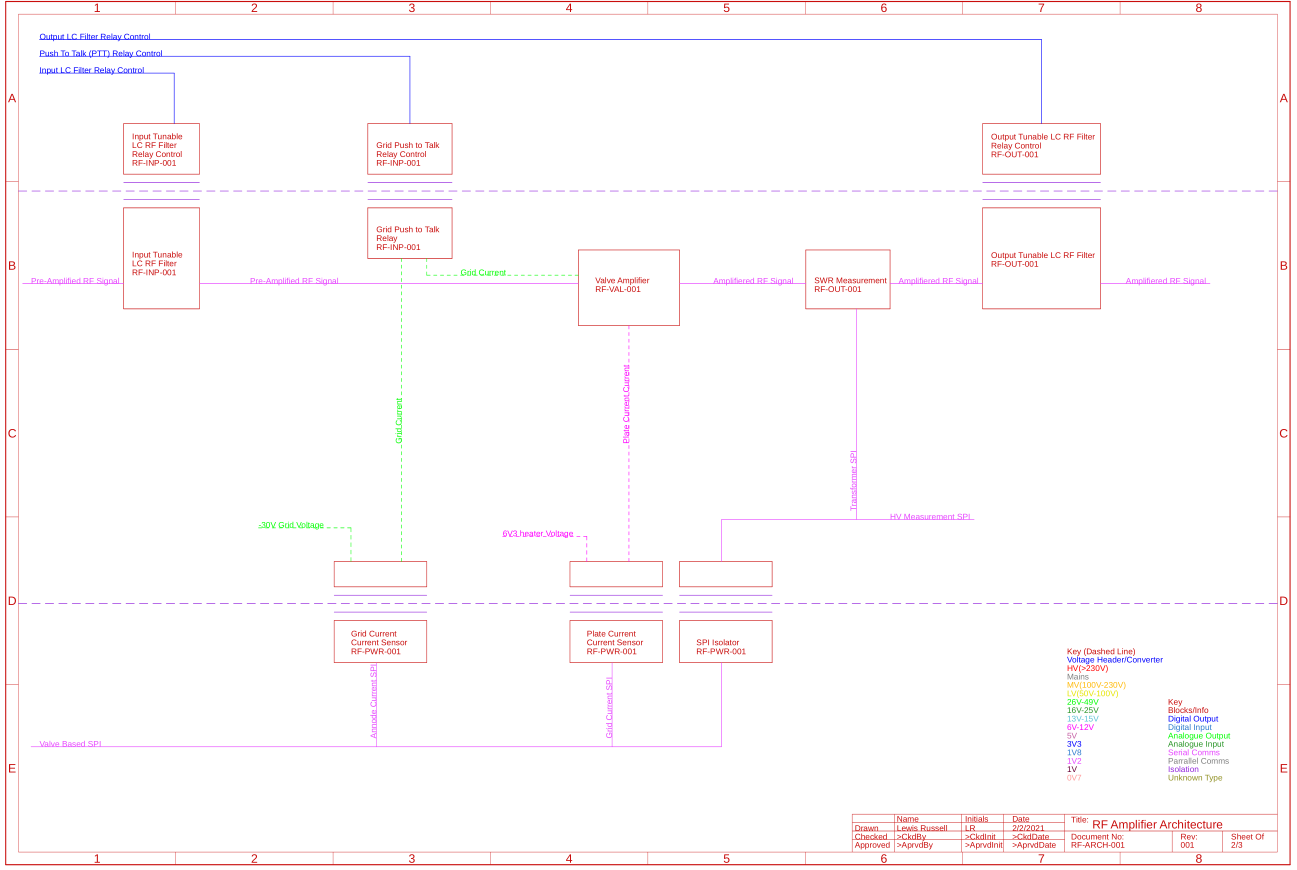 1 2 3 4 5 6 7 8
Output LC Filter Relay Control
Push To Talk (PTT) Relay Control
Input LC Filter Relay Control
A A
Input Tunable
LC RF Filter
Relay Control
RF-INP-001
Grid Push to Talk
Relay Control
RF-INP-001
Output Tunable LC RF Filter
Relay Control
RF-OUT-001
B B
Pre-Amplified RF Signal
Input Tunable
LC RF Filter
RF-INP-001
Pre-Amplified RF Signal
Grid Push to Talk
Relay
RF-INP-001
Grid Current
Valve Amplifier
RF-VAL-001
Amplifiered RF Signal
SWR Measurement
RF-OUT-001
Amplifiered RF Signal
Output Tunable LC RF Filter
RF-OUT-001
Amplifiered RF Signal
C C
Grid Current
Plate Current Current
Transformer SPI
-30V Grid Voltage
6V3 heater Voltage
HV Measurement SPI
D D
Grid Current
Current Sensor
RF-PWR-001
Plate Current
Current Sensor
RF-PWR-001
SPI Isolator
RF-PWR-001
Annode Current SPI
Grid Current SPI
Valve Based SPI
E E
Key (Dashed Line)
Voltage Header/Converter
HV(>230V)
Mains
MV(100V-230V)
LV(50V-100V)
26V-49V
16V-25V
13V-15V
6V-12V
5V
3V3
1V8
1V2
1V
0V7
Key
Blocks/Info
Digital Output
Digital Input
Analogue Output
Analogue Input
Serial Comms
Parrallel Comms
Isolation
Unknown Type
Name Initials Date
Drawn Lewis Russell LR 2/2/2021
Checked >CkdBy >CkdInit >CkdDate
Approved >AprvdBy >AprvdInit >AprvdDate
Title: RF Amplifier Architecture
Document No: Rev: Sheet Of
RF-ARCH-001 001 2/3
1 2 3 4 5 6 7 8